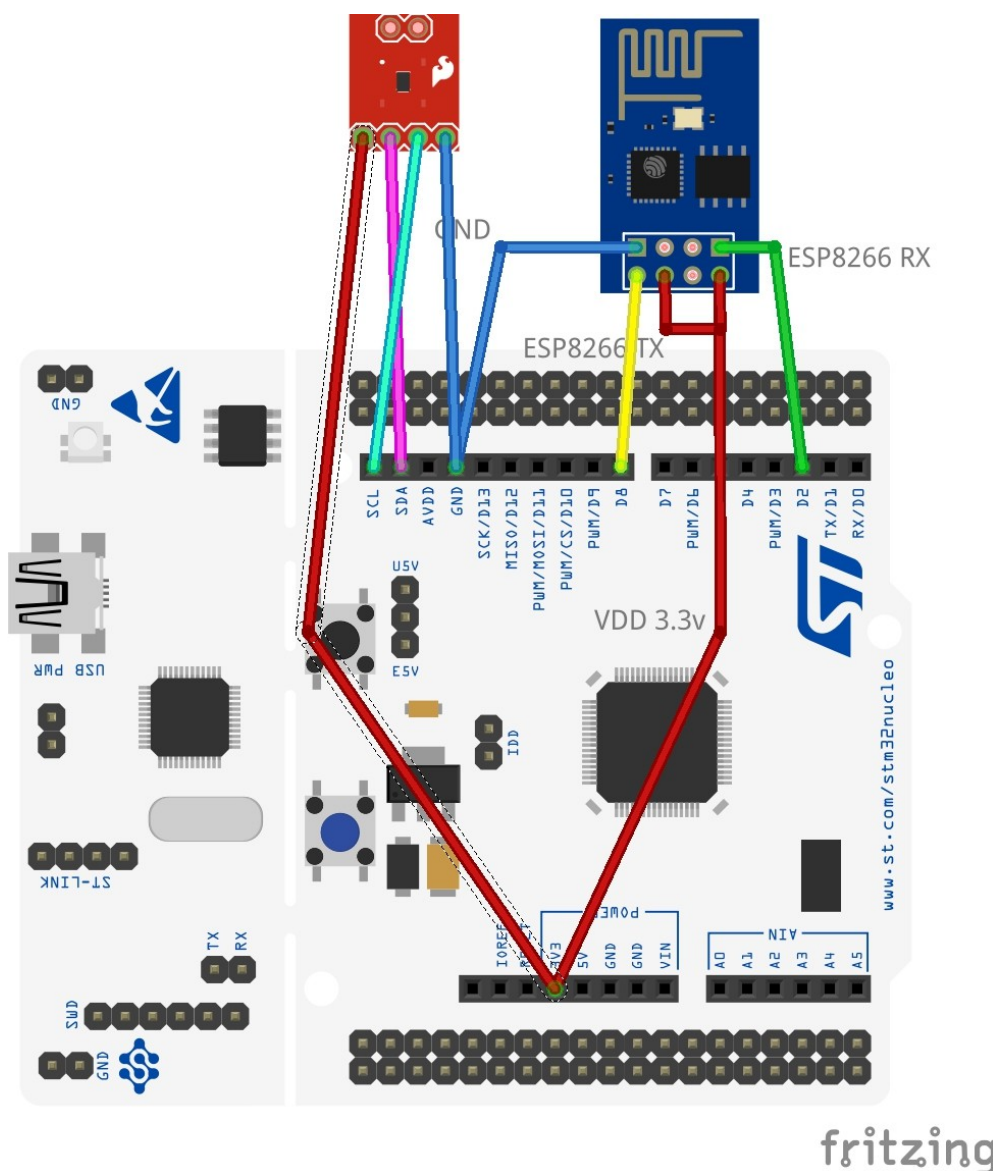 GND
ESP8266 RX
ESP8266 TX
GND
SCL
SDA
AVDD
GND
SCK/D13
MISO/D12
PWM/MOSI/D11
PWM/CS/D10
PWM/D9
D8
D7
PWM/D6
D4
PWM/D3
D2
TX/D1
RX/D0
U5V
E5V
VDD 3.3v
USB PWR
IDD
ST-LINK
www.st.com/stm32nucleo
POWER
AIN
IOREF
5V
GND
GND
VIN
A0
A1
A2
A3
A4
A5
TX
RX
SWD
GND
ST
fritzing